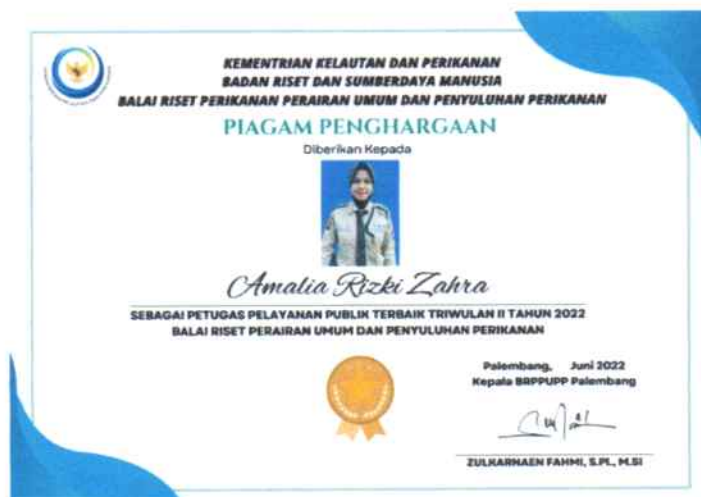 KEMENTRIAN KELAUTAN DAN PERIKANAN
BADAN RISET DAN SUMBERDAYA MANUSIA
BALAI RISET PERIKANAN PERAIRAN UMUM DAN PENYULUHAN PERIKANAN
PIAGAM PENGHARGAAN
Diberikan Kepada
Amalia Rizki Zahra
SEBAGAI PETUGAS PELAYANAN PUBLIK TERBAIK TRIWULAN II TAHUN 2022
BALAI RISET PERAIRAN UMUM DAN PENYULUHAN PERIKANAN
Palembang, Juni 2022
Kepala BRPPUPP Palembang
ZULKARNAEN FAHMI, S.PI., M.SI